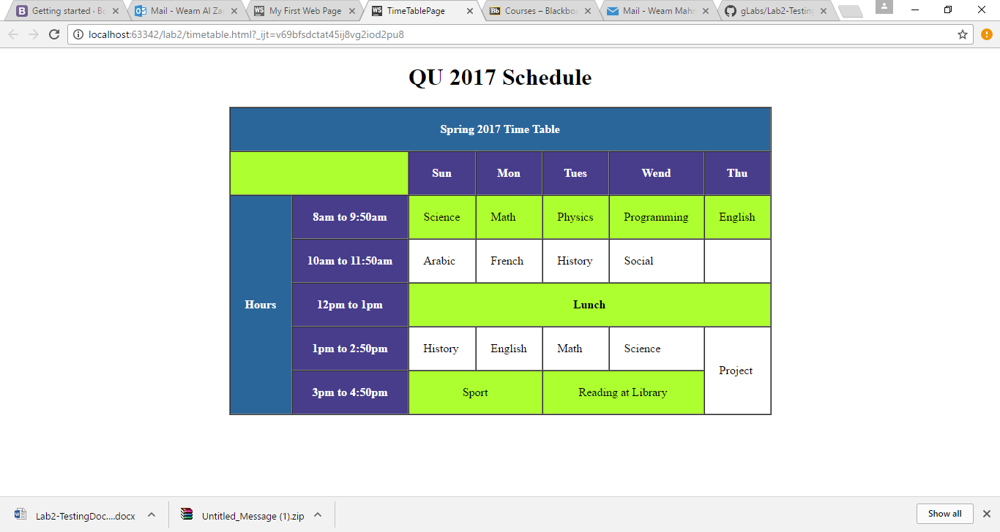 Getting started · Bo
Mail - Weam Al Za
My First Web Page
TimeTablePage
Courses – Blackboa
Mail - Weam Mahm
gLabs/Lab2-Testing
localhost:63342/lab2/timetable.html?_ijt=v69bfsdctat45ij8vg2iod2pu8
QU 2017 Schedule
Spring 2017 Time Table
Sun Mon Tues Wend Thu
Hours
8am to 9:50am Science Math Physics Programming English
10am to 11:50am Arabic French History Social
12pm to 1pm Lunch
1pm to 2:50pm History English Math Science
Project
3pm to 4:50pm Sport Reading at Library
Lab2-TestingDoc....docx
Untitled_Message (1).zip
Show all